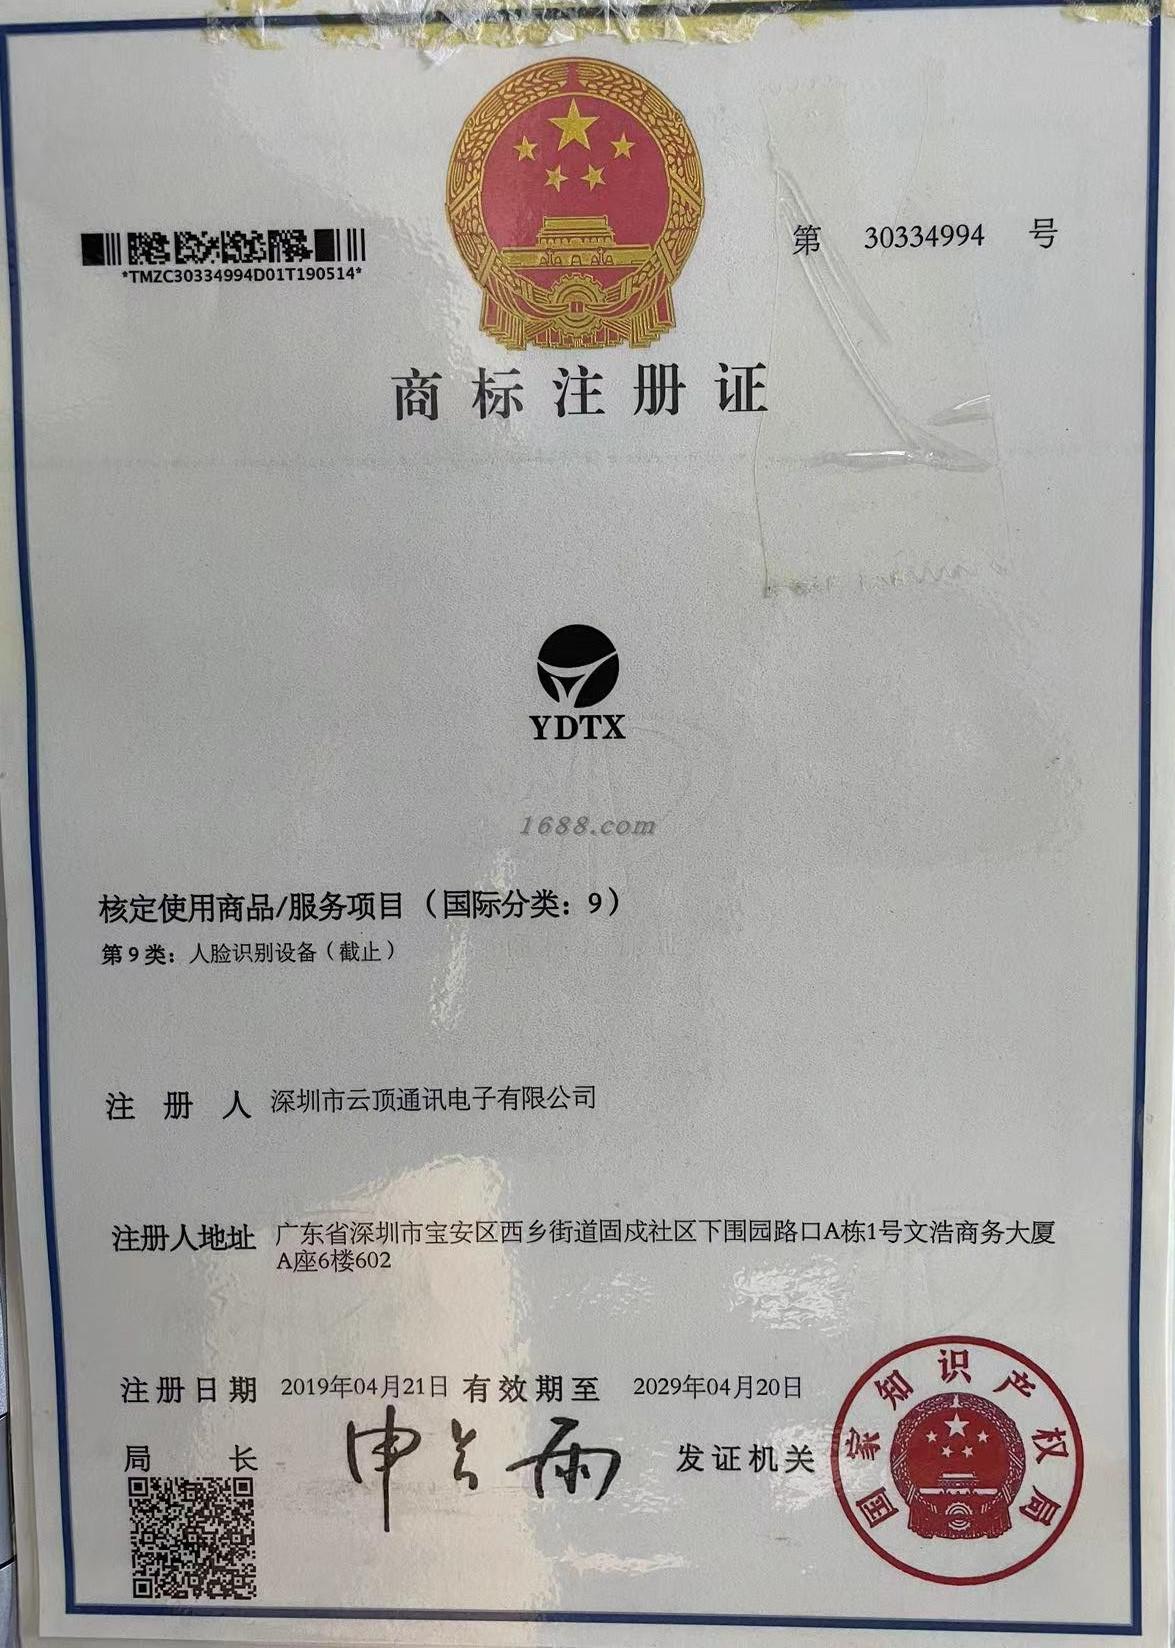 *TMZC30334994D01T190514*
第 30334994 号
商标注册证
YDTX
1688.com
核定使用商品/服务项目（国际分类：9）
第9类：人脸识别设备（截止）
注册人 深圳市云顶通讯电子有限公司
注册人地址 广东省深圳市宝安区西乡街道固戍社区下围园路口A栋1号文浩商务大厦
A座6楼602
注册日期 2019年04月21日 有效期至 2029年04月20日
局长 申长雨 发证机关
国家知识产权局